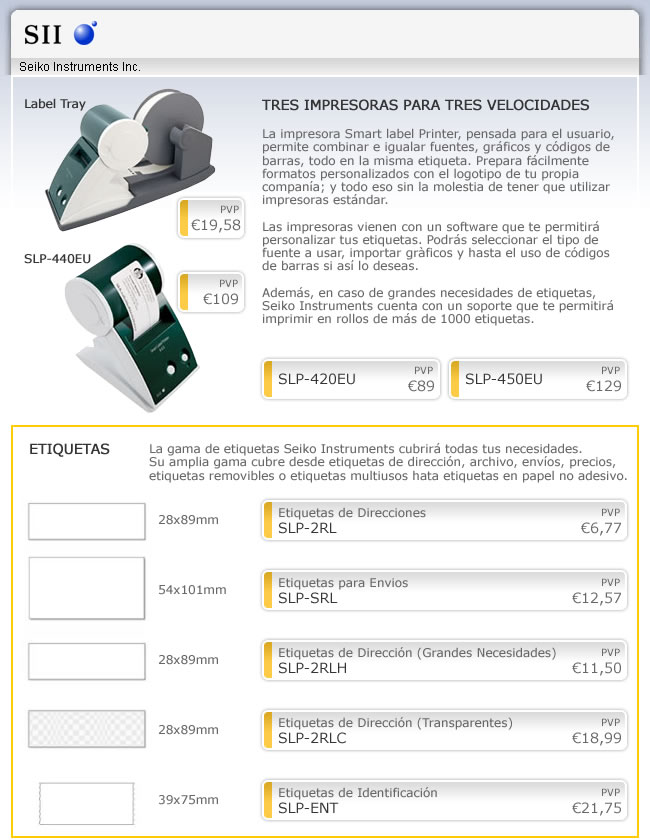 SII
Seiko Instruments Inc.
Label Tray
PVP
€19,58
SLP-440EU
PVP
€109
TRES IMPRESORAS PARA TRES VELOCIDADES
La impresora Smart label Printer, pensada para el usuario,
permite combinar e igualar fuentes, gráficos y códigos de
barras, todo en la misma etiqueta. Prepara fácilmente
formatos personalizados con el logotipo de tu propia
companía; y todo eso sin la molestia de tener que utilizar
impresoras estándar.
Las impresoras vienen con un software que te permitirá
personalizar tus etiquetas. Podrás seleccionar el tipo de
fuente a usar, importar gràficos y hasta el uso de códigos
de barras si así lo deseas.
Además, en caso de grandes necesidades de etiquetas,
Seiko Instruments cuenta con un soporte que te permitirá
imprimir en rollos de más de 1000 etiquetas.
SLP-420EU
PVP
€89
SLP-450EU
PVP
€129
ETIQUETAS
La gama de etiquetas Seiko Instruments cubrirá todas tus necesidades.
Su amplia gama cubre desde etiquetas de dirección, archivo, envíos, precios,
etiquetas removibles o etiquetas multiusos hata etiquetas en papel no adesivo.
28x89mm
Etiquetas de Direcciones
SLP-2RL
PVP
€6,77
54x101mm
Etiquetas para Envios
SLP-SRL
PVP
€12,57
28x89mm
Etiquetas de Dirección (Grandes Necesidades)
SLP-2RLH
PVP
€11,50
28x89mm
Etiquetas de Dirección (Transparentes)
SLP-2RLC
PVP
€18,99
39x75mm
Etiquetas de Identificación
SLP-ENT
PVP
€21,75